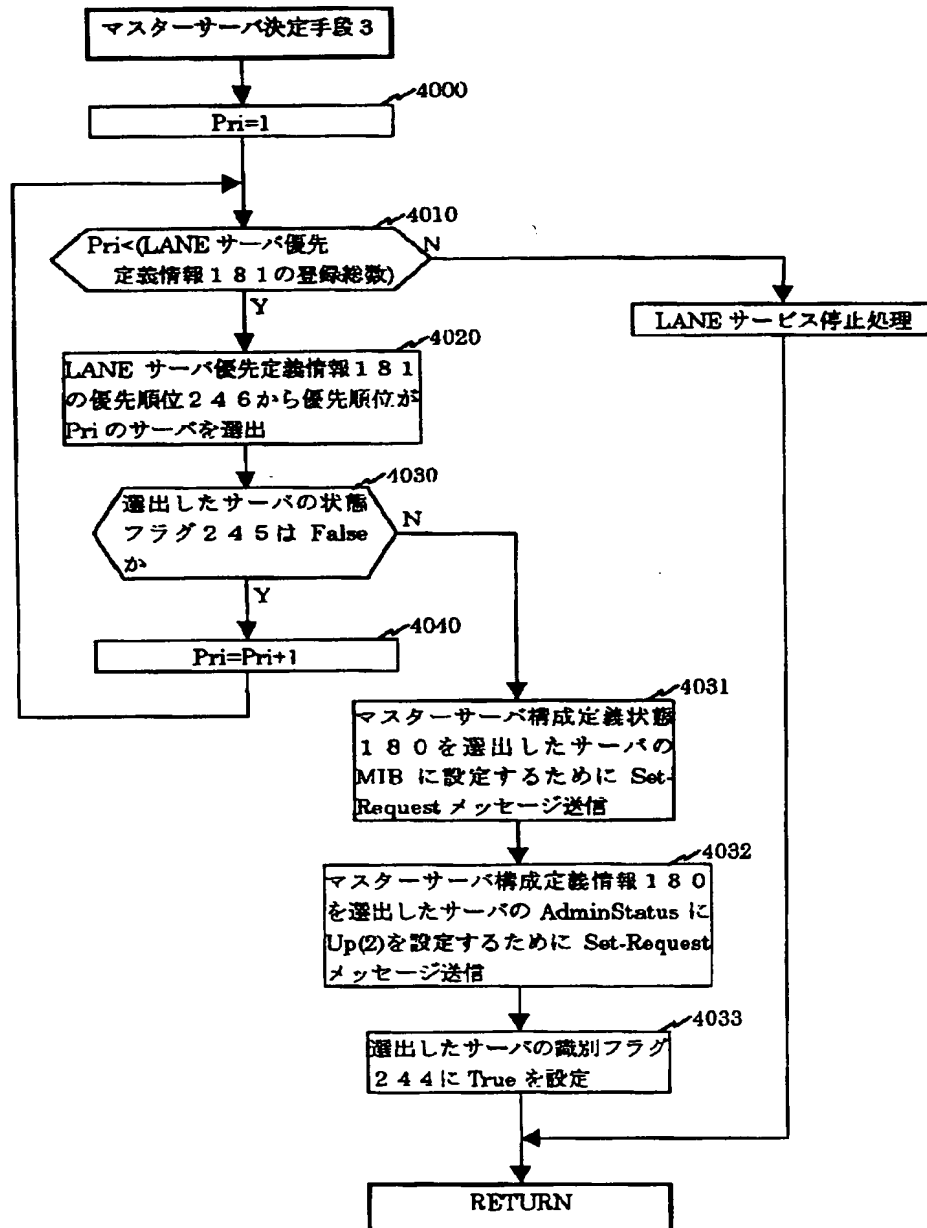 マスターサーバ決定手段３
4000
Pri=1
4010
Pri<(LANE サーバ優先
定義情報１８１の登録総数)
N
Y
LANE サービス停止処理
4020
LANE サーバ優先定義情報１８１
の優先順位２４６から優先順位が
Pri のサーバを選出
4030
選出したサーバの状態
フラグ２４５は False
か
N
Y
4040
Pri=Pri+1
4031
マスターサーバ構成定義状態
１８０を選出したサーバの
MIB に設定するために Set-
Request メッセージ送信
4032
マスターサーバ構成定義情報１８０
を選出したサーバの AdminStatus に
Up(2)を設定するために Set-Request
メッセージ送信
4033
選出したサーバの識別フラグ
２４４に True を設定
RETURN